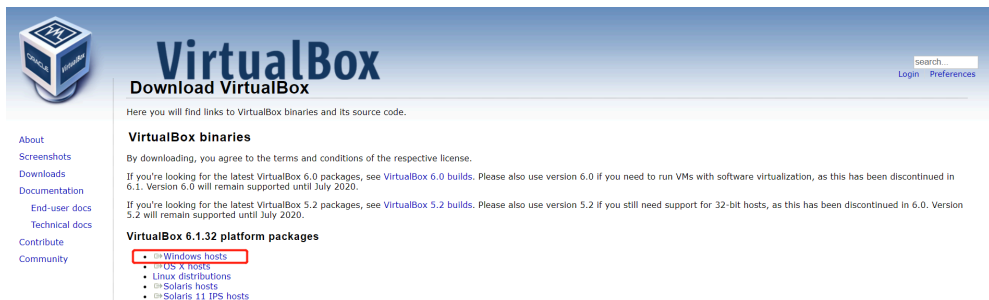 ORACLE
VirtualBox
VirtualBox
search...
Login Preferences
Download VirtualBox
Here you will find links to VirtualBox binaries and its source code.
About
Screenshots
Downloads
Documentation
End-user docs
Technical docs
Contribute
Community
VirtualBox binaries
By downloading, you agree to the terms and conditions of the respective license.
If you're looking for the latest VirtualBox 6.0 packages, see VirtualBox 6.0 builds. Please also use version 6.0 if you need to run VMs with software virtualization, as this has been discontinued in
6.1. Version 6.0 will remain supported until July 2020.
If you're looking for the latest VirtualBox 5.2 packages, see VirtualBox 5.2 builds. Please also use version 5.2 if you still need support for 32-bit hosts, as this has been discontinued in 6.0. Version
5.2 will remain supported until July 2020.
VirtualBox 6.1.32 platform packages
• Windows hosts
• OS X hosts
• Linux distributions
• Solaris hosts
• Solaris 11 IPS hosts